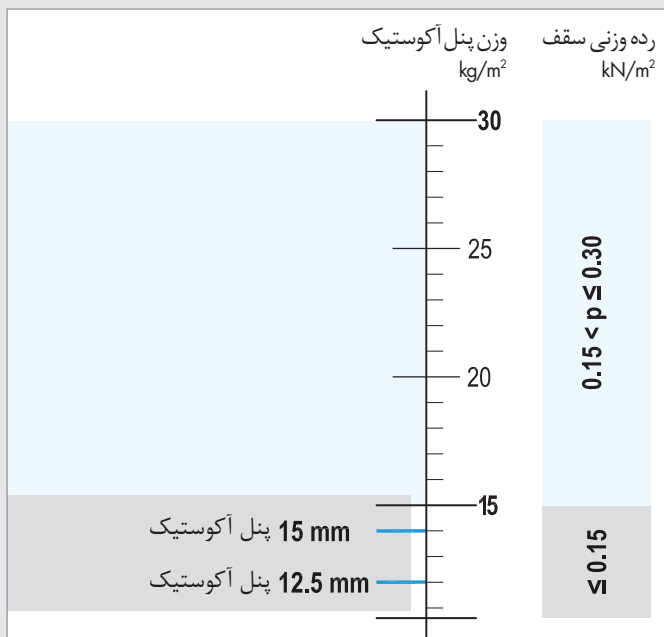 رده وزنی سقف
kN/m²
وزن پنل آکوستیک
kg/m²
30
25
20
15
0.15 < p ≤ 0.30
≤ 0.15
15 mm پنل آکوستیک
12.5 mm پنل آکوستیک